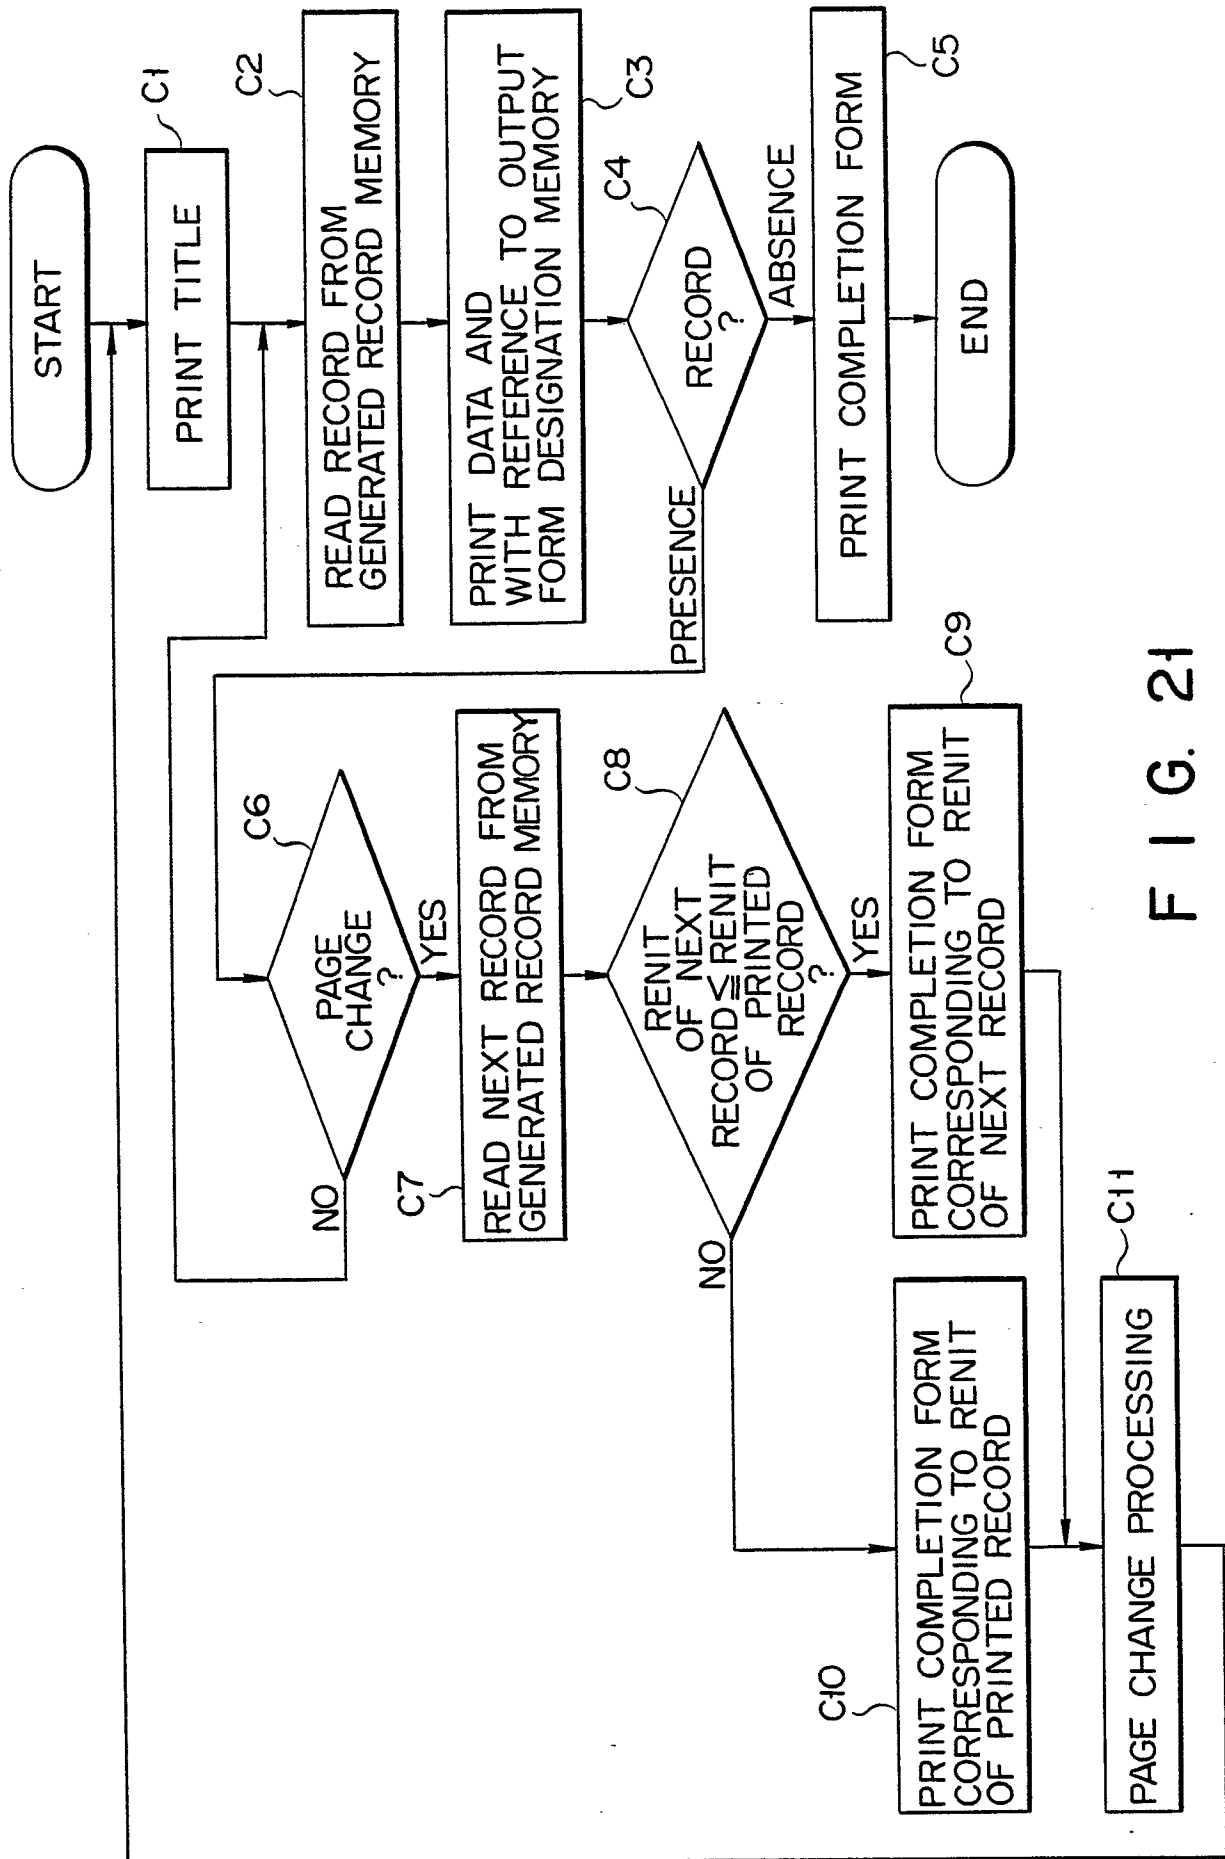 START
C1
PRINT TITLE
C2
READ RECORD FROM
GENERATED RECORD MEMORY
C3
PRINT DATA AND
WITH REFERENCE TO OUTPUT
FORM DESIGNATION MEMORY
C4
RECORD
?
PRESENCE
ABSENCE
C5
PRINT COMPLETION FORM
END
C6
PAGE
CHANGE
?
NO
YES
C7
READ NEXT RECORD FROM
GENERATED RECORD MEMORY
C8
RENIT
OF NEXT
RECORD≦RENIT
OF PRINTED
RECORD
?
NO
YES
C9
PRINT COMPLETION FORM
CORRESPONDING TO RENIT
OF NEXT RECORD
C10
PRINT COMPLETION FORM
CORRESPONDING TO RENIT
OF PRINTED RECORD
C11
PAGE CHANGE PROCESSING
F I G. 21